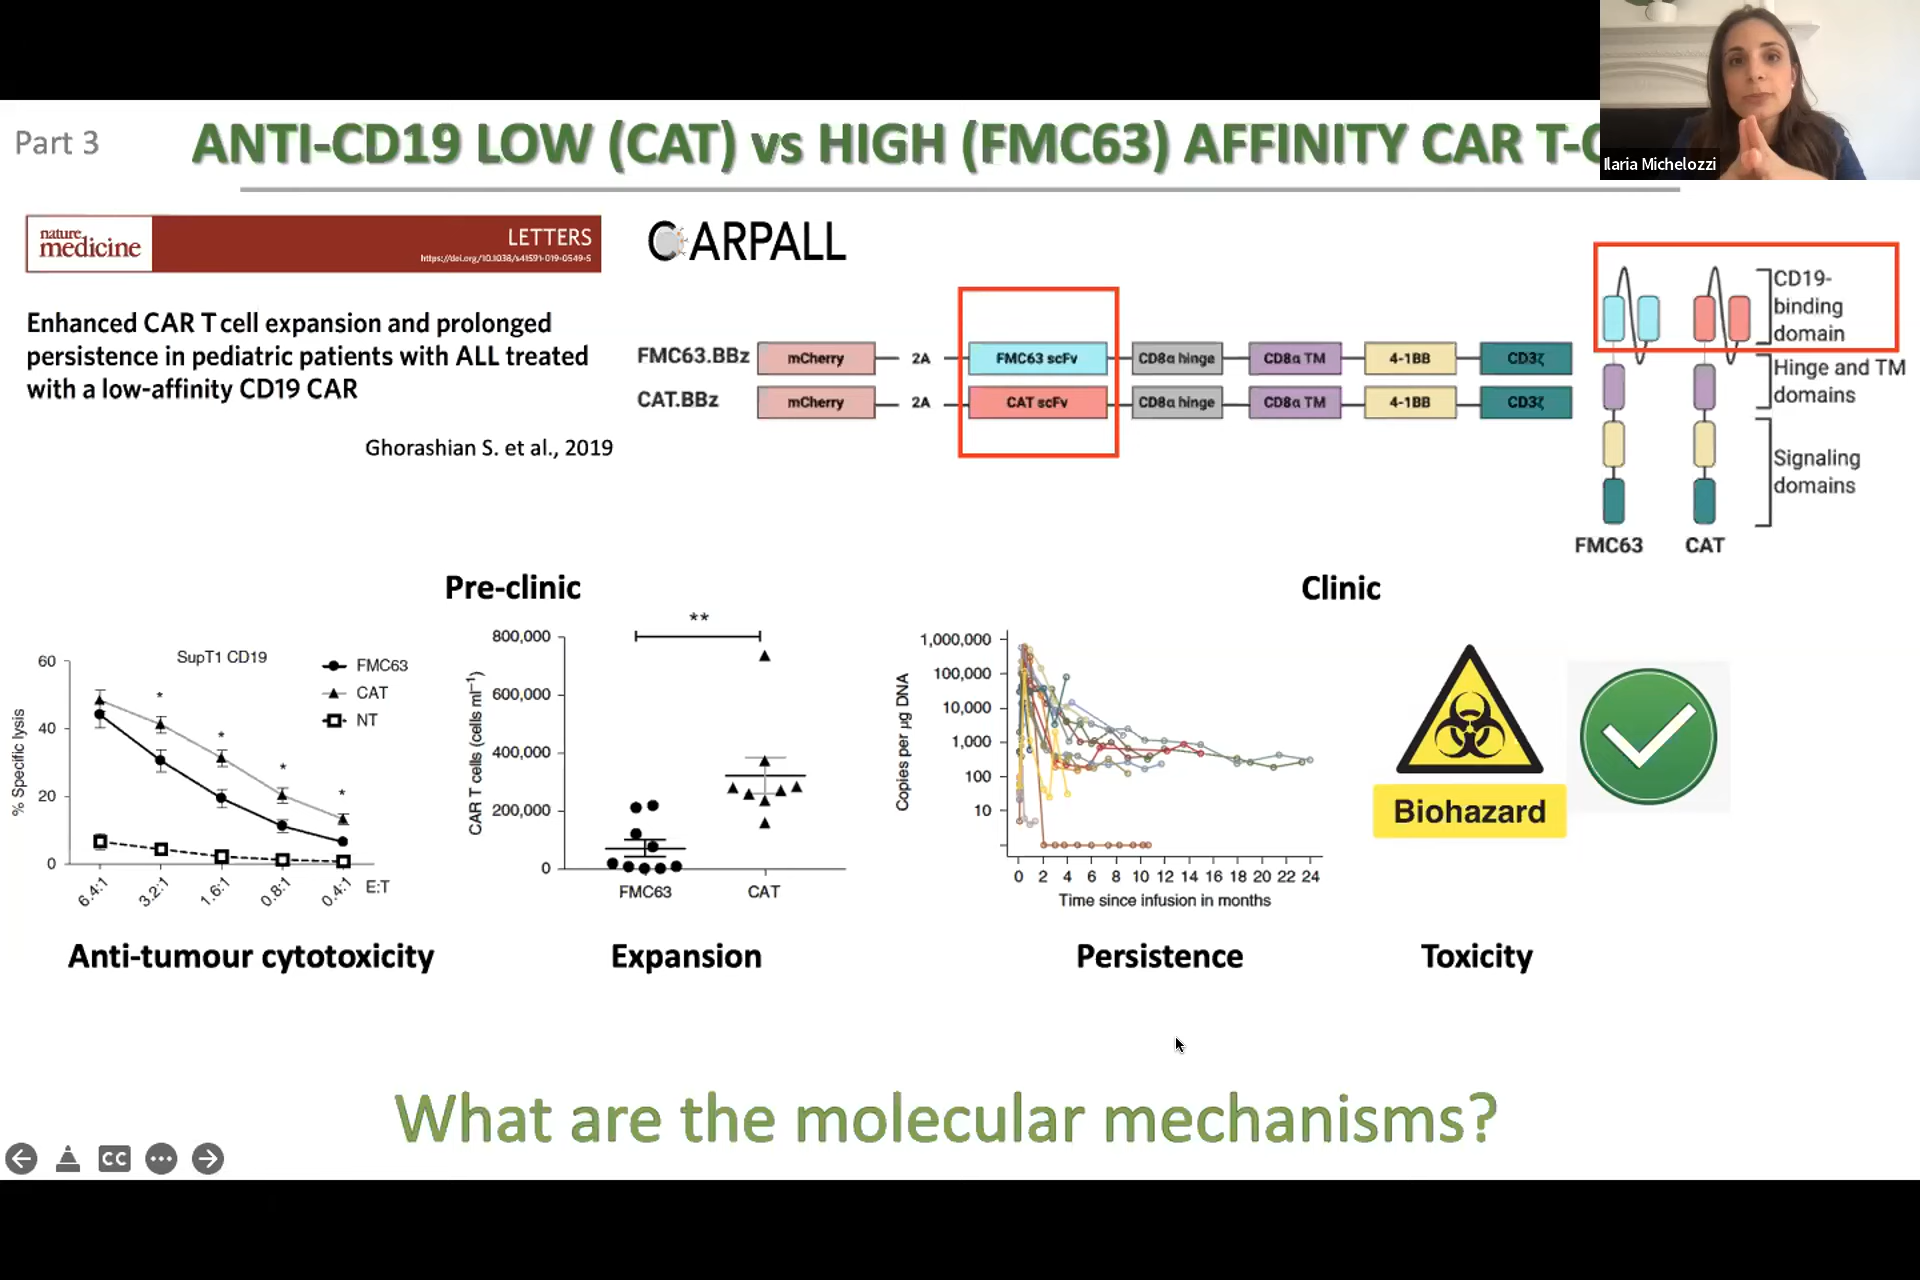 Part 3
ANTI-CD19 LOW (CAT) vs HIGH (FMC63) AFFINITY CAR T-C
Ilaria Michelozzi
nature
medicine
LETTERS
https://doi.org/10.1038/s41591-019-0549-5
CARPALL
Enhanced CAR T cell expansion and prolonged
persistence in pediatric patients with ALL treated
with a low-affinity CD19 CAR
Ghorashian S. et al., 2019
FMC63.BBz mCherry 2A FMC63 scFv CD8α hinge CD8α TM 4-1BB CD3ζ
CAT.BBz mCherry 2A CAT scFv CD8α hinge CD8α TM 4-1BB CD3ζ
CD19-
binding
domain
Hinge and TM
domains
Signaling
domains
FMC63 CAT
Pre-clinic
Clinic
SupT1 CD19
FMC63
CAT
NT
% Specific lysis
60
40
20
0
* * * *
6.4:1 3.2:1 1.6:1 0.8:1 0.4:1 E:T
**
CAR T cells (cells ml⁻¹)
800,000
600,000
400,000
200,000
0
FMC63 CAT
Copies per µg DNA
1,000,000
100,000
10,000
1,000
100
10
0 2 4 6 8 10 12 14 16 18 20 22 24
Time since infusion in months
Biohazard
Anti-tumour cytotoxicity
Expansion
Persistence
Toxicity
What are the molecular mechanisms?
CC